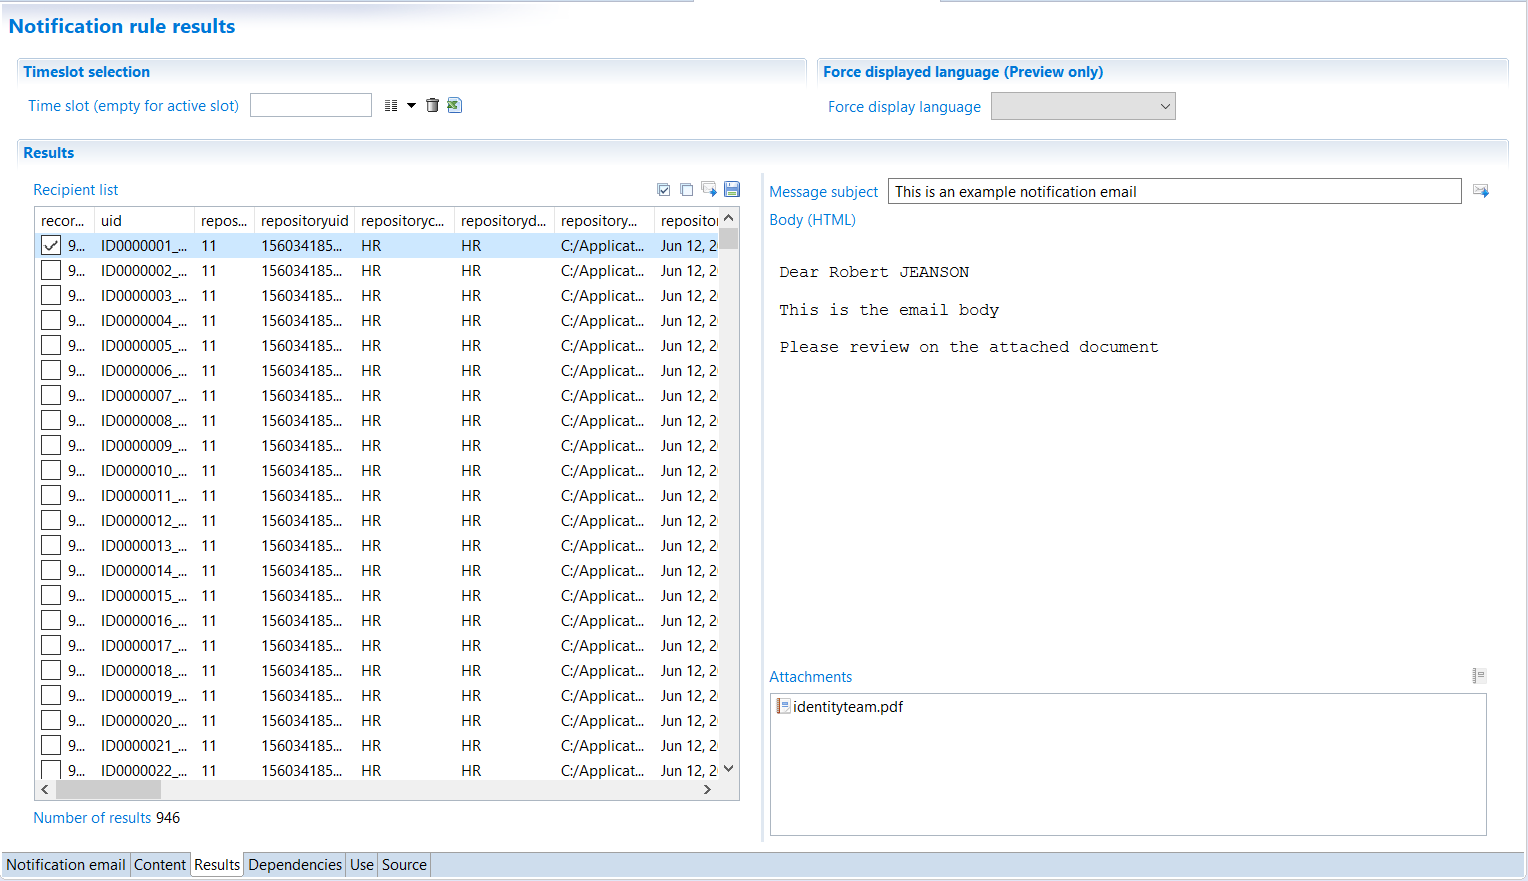 Notification rule results
Timeslot selection
Time slot (empty for active slot)
Force displayed language (Preview only)
Force display language
Results
Recipient list
recor... uid repos... repositoryuid repositoryc... repositoryd... repository... repositor
9... ID0000001_... 11 156034185... HR HR C:/Applicat... Jun 12, 2
9... ID0000002_... 11 156034185... HR HR C:/Applicat... Jun 12, 2
9... ID0000003_... 11 156034185... HR HR C:/Applicat... Jun 12, 2
9... ID0000004_... 11 156034185... HR HR C:/Applicat... Jun 12, 2
9... ID0000005_... 11 156034185... HR HR C:/Applicat... Jun 12, 2
9... ID0000006_... 11 156034185... HR HR C:/Applicat... Jun 12, 2
9... ID0000007_... 11 156034185... HR HR C:/Applicat... Jun 12, 2
9... ID0000008_... 11 156034185... HR HR C:/Applicat... Jun 12, 2
9... ID0000009_... 11 156034185... HR HR C:/Applicat... Jun 12, 2
9... ID0000010_... 11 156034185... HR HR C:/Applicat... Jun 12, 2
9... ID0000011_... 11 156034185... HR HR C:/Applicat... Jun 12, 2
9... ID0000012_... 11 156034185... HR HR C:/Applicat... Jun 12, 2
9... ID0000013_... 11 156034185... HR HR C:/Applicat... Jun 12, 2
9... ID0000014_... 11 156034185... HR HR C:/Applicat... Jun 12, 2
9... ID0000015_... 11 156034185... HR HR C:/Applicat... Jun 12, 2
9... ID0000016_... 11 156034185... HR HR C:/Applicat... Jun 12, 2
9... ID0000017_... 11 156034185... HR HR C:/Applicat... Jun 12, 2
9... ID0000018_... 11 156034185... HR HR C:/Applicat... Jun 12, 2
9... ID0000019_... 11 156034185... HR HR C:/Applicat... Jun 12, 2
9... ID0000020_... 11 156034185... HR HR C:/Applicat... Jun 12, 2
9... ID0000021_... 11 156034185... HR HR C:/Applicat... Jun 12, 2
9... ID0000022_... 11 156034185... HR HR C:/Applicat... Jun 12, 2
Number of results 946
Message subject This is an example notification email
Body (HTML)
Dear Robert JEANSON
This is the email body
Please review on the attached document
Attachments
identityteam.pdf
Notification email Content Results Dependencies Use Source